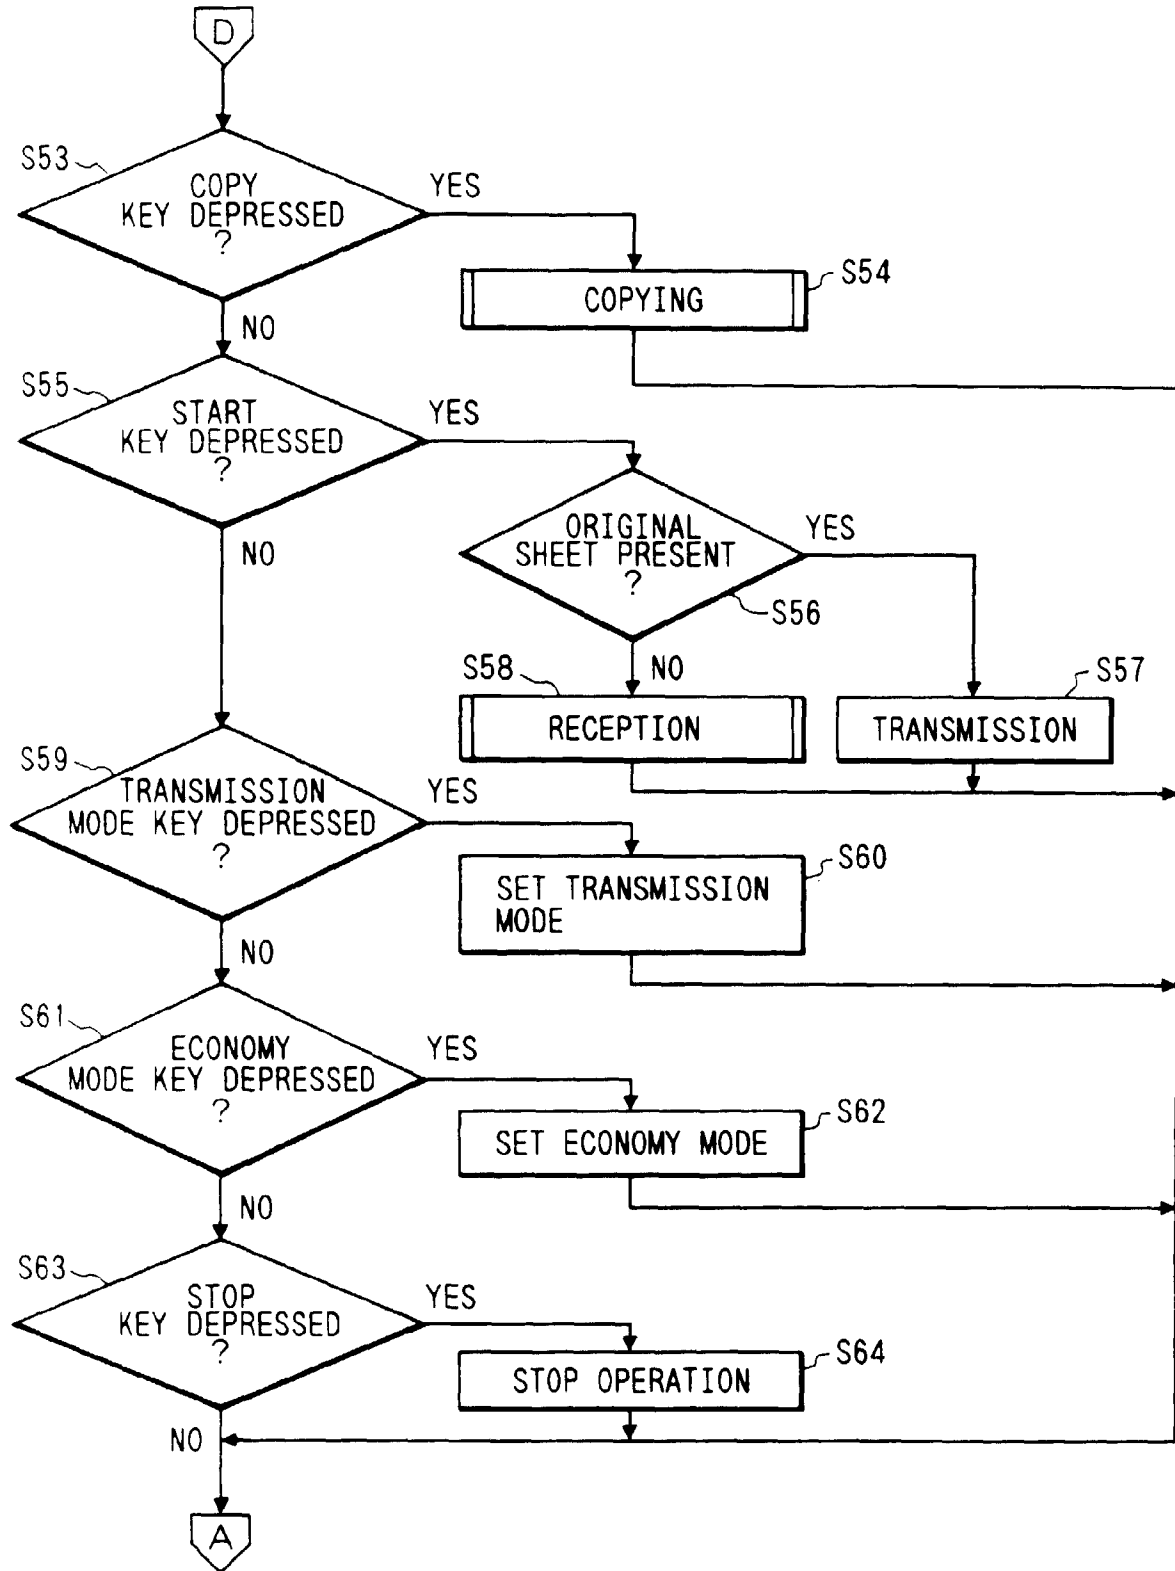 D
S53
COPY
KEY DEPRESSED
?
YES
NO
COPYING
S54
S55
START
KEY DEPRESSED
?
YES
NO
ORIGINAL
SHEET PRESENT
?
YES
S56
NO
S58
RECEPTION
S57
TRANSMISSION
S59
TRANSMISSION
MODE KEY DEPRESSED
?
YES
NO
S60
SET TRANSMISSION
MODE
S61
ECONOMY
MODE KEY DEPRESSED
?
YES
NO
S62
SET ECONOMY MODE
S63
STOP
KEY DEPRESSED
?
YES
S64
STOP OPERATION
NO
A